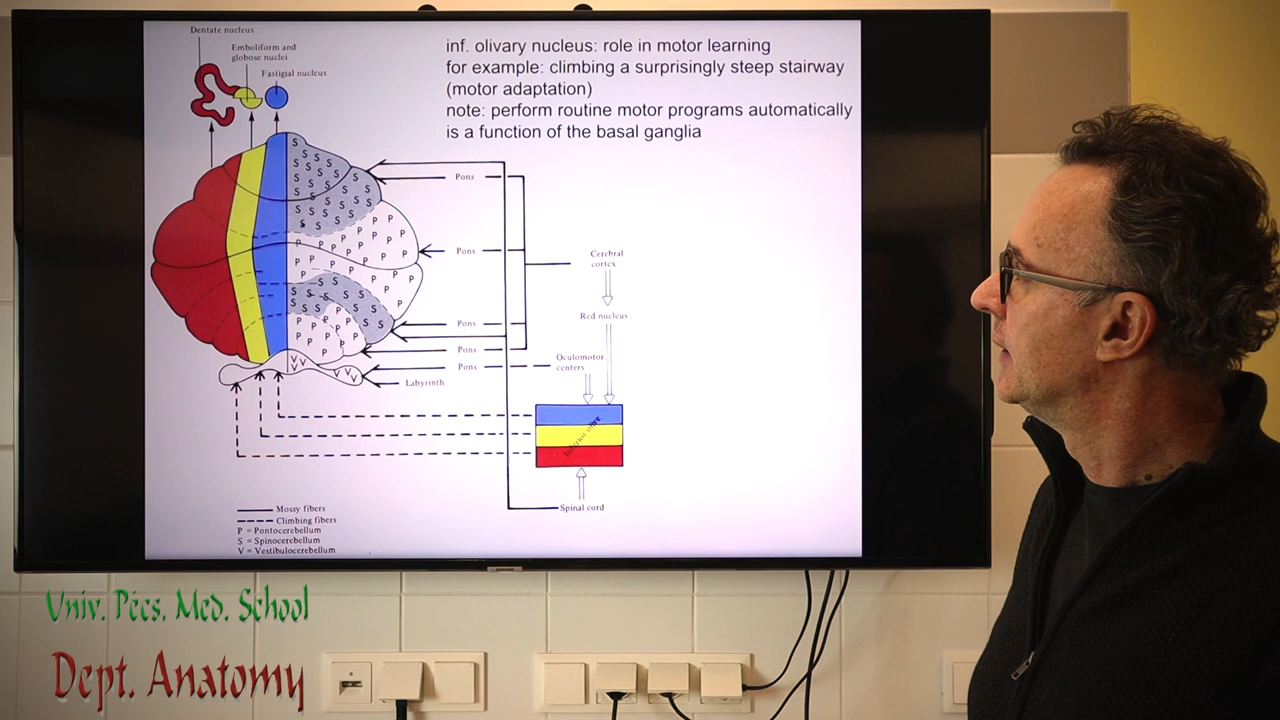 Dentate nucleus
Emboliform and
globose nuclei
Fastigial nucleus
inf. olivary nucleus: role in motor learning
for example: climbing a surprisingly steep stairway
(motor adaptation)
note: perform routine motor programs automatically
is a function of the basal ganglia
S S S S S S S S S S S S S S S S S S S S S S S S
P P P P P P P P P P P P P P P P P P P P
S S S S S S S S S S S S S S S
P P P P P P P P P P P
V V V V V
Pons
Pons
Cerebral
cortex
Red nucleus
Pons
Pons
Oculomotor
centers
Pons
Labyrinth
Inferior olive
Spinal cord
Mossy fibers
Climbing fibers
P = Pontocerebellum
S = Spinocerebellum
V = Vestibulocerebellum
Univ. Pécs. Med. School
Dept. Anatomy